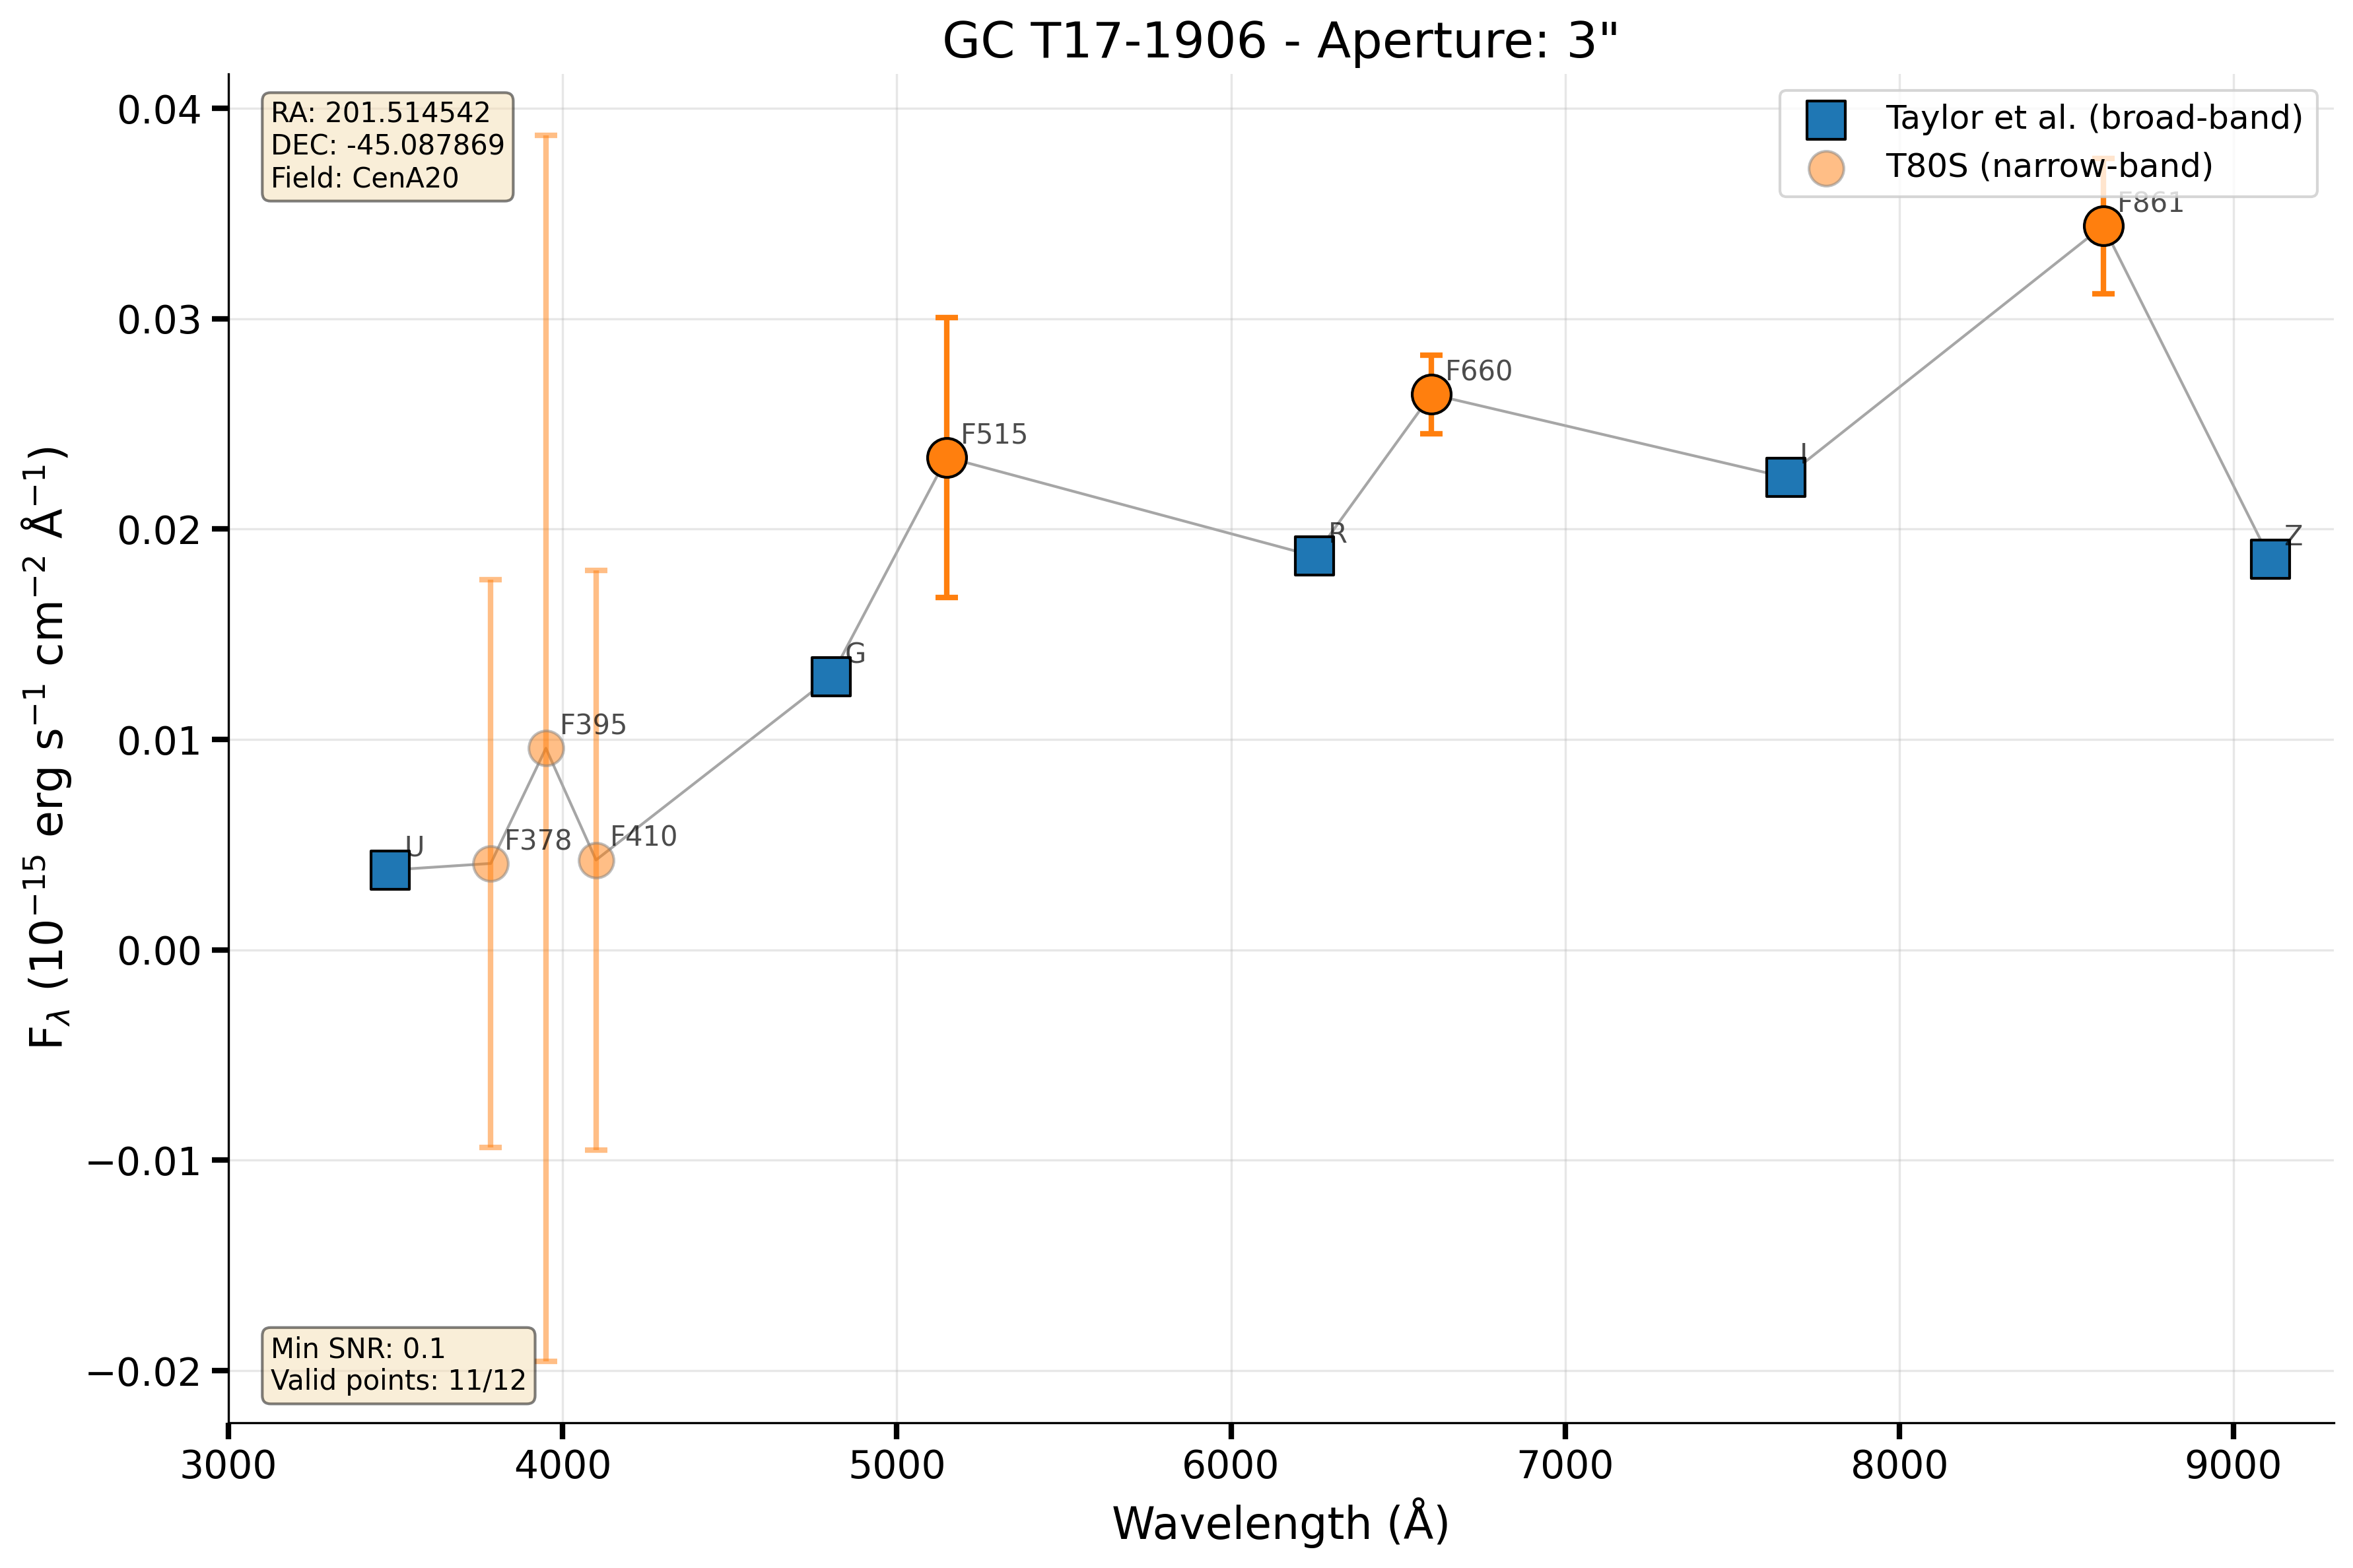 GC T17-1906 - Aperture: 3"
RA: 201.514542
DEC: -45.087869
Field: CenA20
Taylor et al. (broad-band)
T80S (narrow-band)
F861
F660
F515
I
R
Z
G
F395
U
F378
F410
0.04
0.03
0.02
0.01
0.00
−0.01
−0.02
Fλ (10⁻¹⁵ erg s⁻¹ cm⁻² Å⁻¹)
Min SNR: 0.1
Valid points: 11/12
3000 4000 5000 6000 7000 8000 9000
Wavelength (Å)